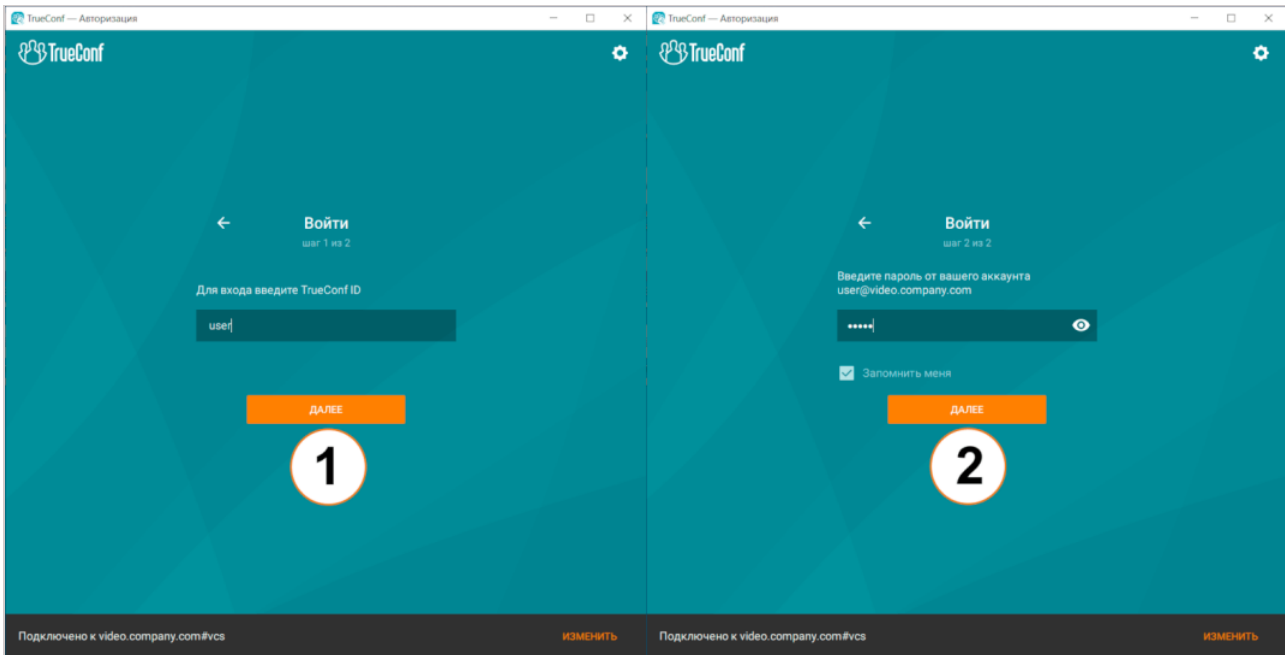 TrueConf — Авторизация
TrueConf
Войти
шаг 1 из 2
Для входа введите TrueConf ID
user
ДАЛЕЕ
1
Подключено к video.company.com#vcs
ИЗМЕНИТЬ
TrueConf — Авторизация
TrueConf
Войти
шаг 2 из 2
Введите пароль от вашего аккаунта
user@video.company.com
•••••
Запомнить меня
ДАЛЕЕ
2
Подключено к video.company.com#vcs
ИЗМЕНИТЬ